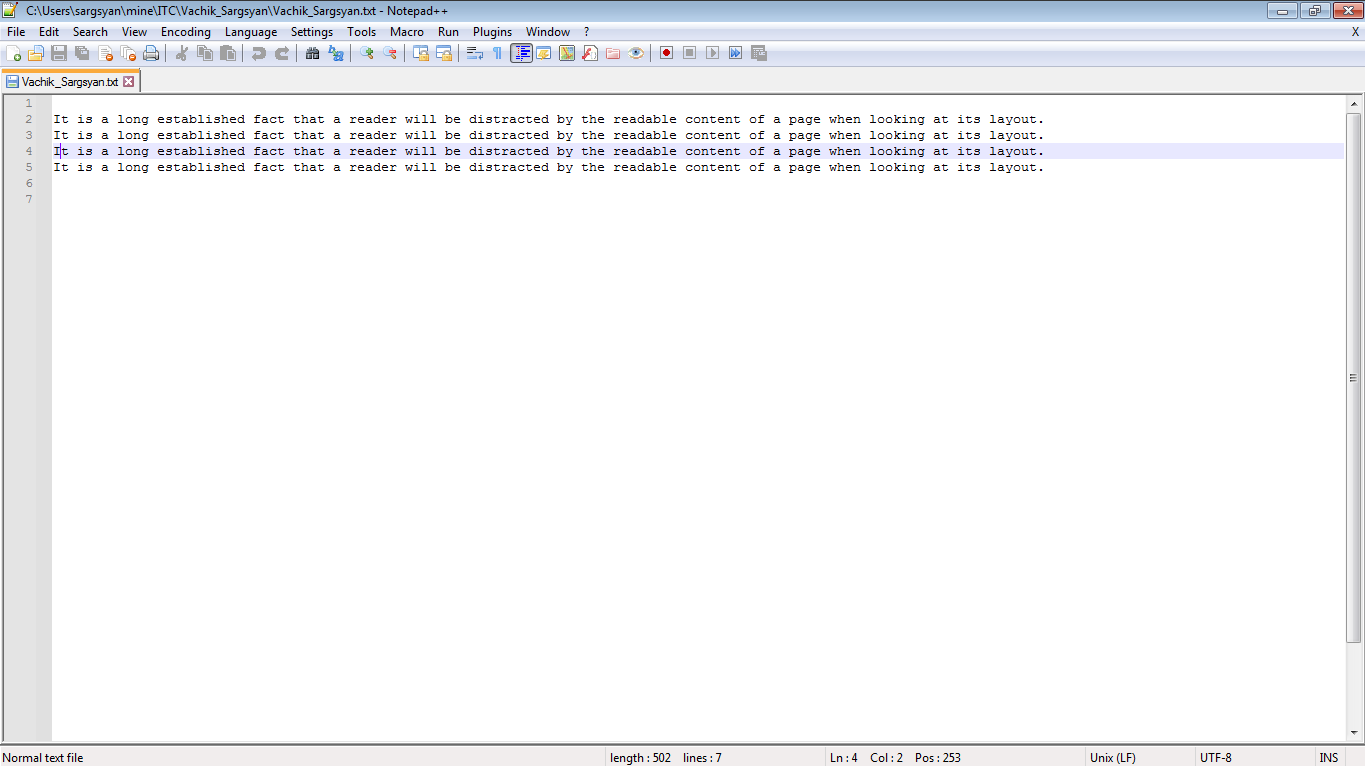 C:\Users\sargsyan\mine\ITC\Vachik_Sargsyan\Vachik_Sargsyan.txt - Notepad++
File Edit Search View Encoding Language Settings Tools Macro Run Plugins Window ? X
Vachik_Sargsyan.txt
1
2 It is a long established fact that a reader will be distracted by the readable content of a page when looking at its layout.
3 It is a long established fact that a reader will be distracted by the readable content of a page when looking at its layout.
4 It is a long established fact that a reader will be distracted by the readable content of a page when looking at its layout.
5 It is a long established fact that a reader will be distracted by the readable content of a page when looking at its layout.
6
7
Normal text file length : 502 lines : 7 Ln : 4 Col : 2 Pos : 253 Unix (LF) UTF-8 INS